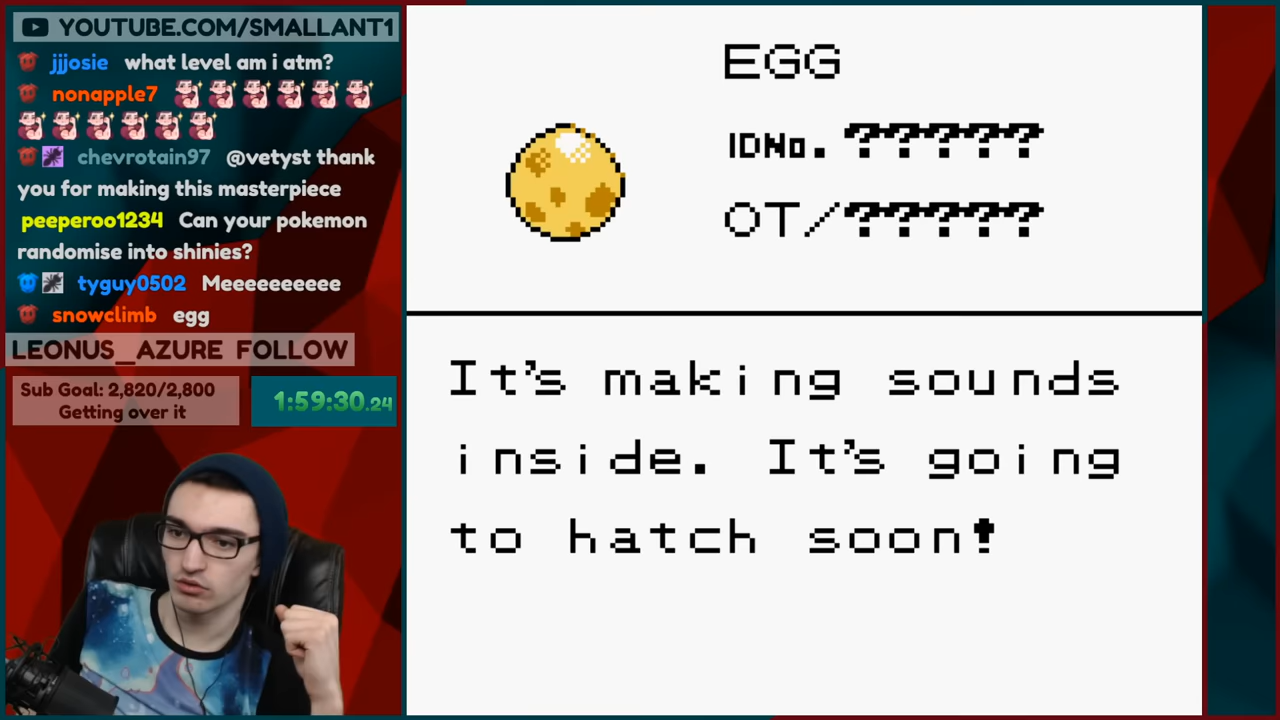 YOUTUBE.COM/SMALLANT1
jjjosie what level am i atm?
nonapple7
chevrotain97 @vetyst thank
you for making this masterpiece
peeperoo1234 Can your pokemon
randomise into shinies?
tyguy0502 Meeeeeeeeee
snowclimb egg
LEONUS_AZURE FOLLOW
Sub Goal: 2,820/2,800
Getting over it
1:59:30.24
EGG
IDNo.?????
OT/?????
It's making sounds
inside. It's going
to hatch soon!